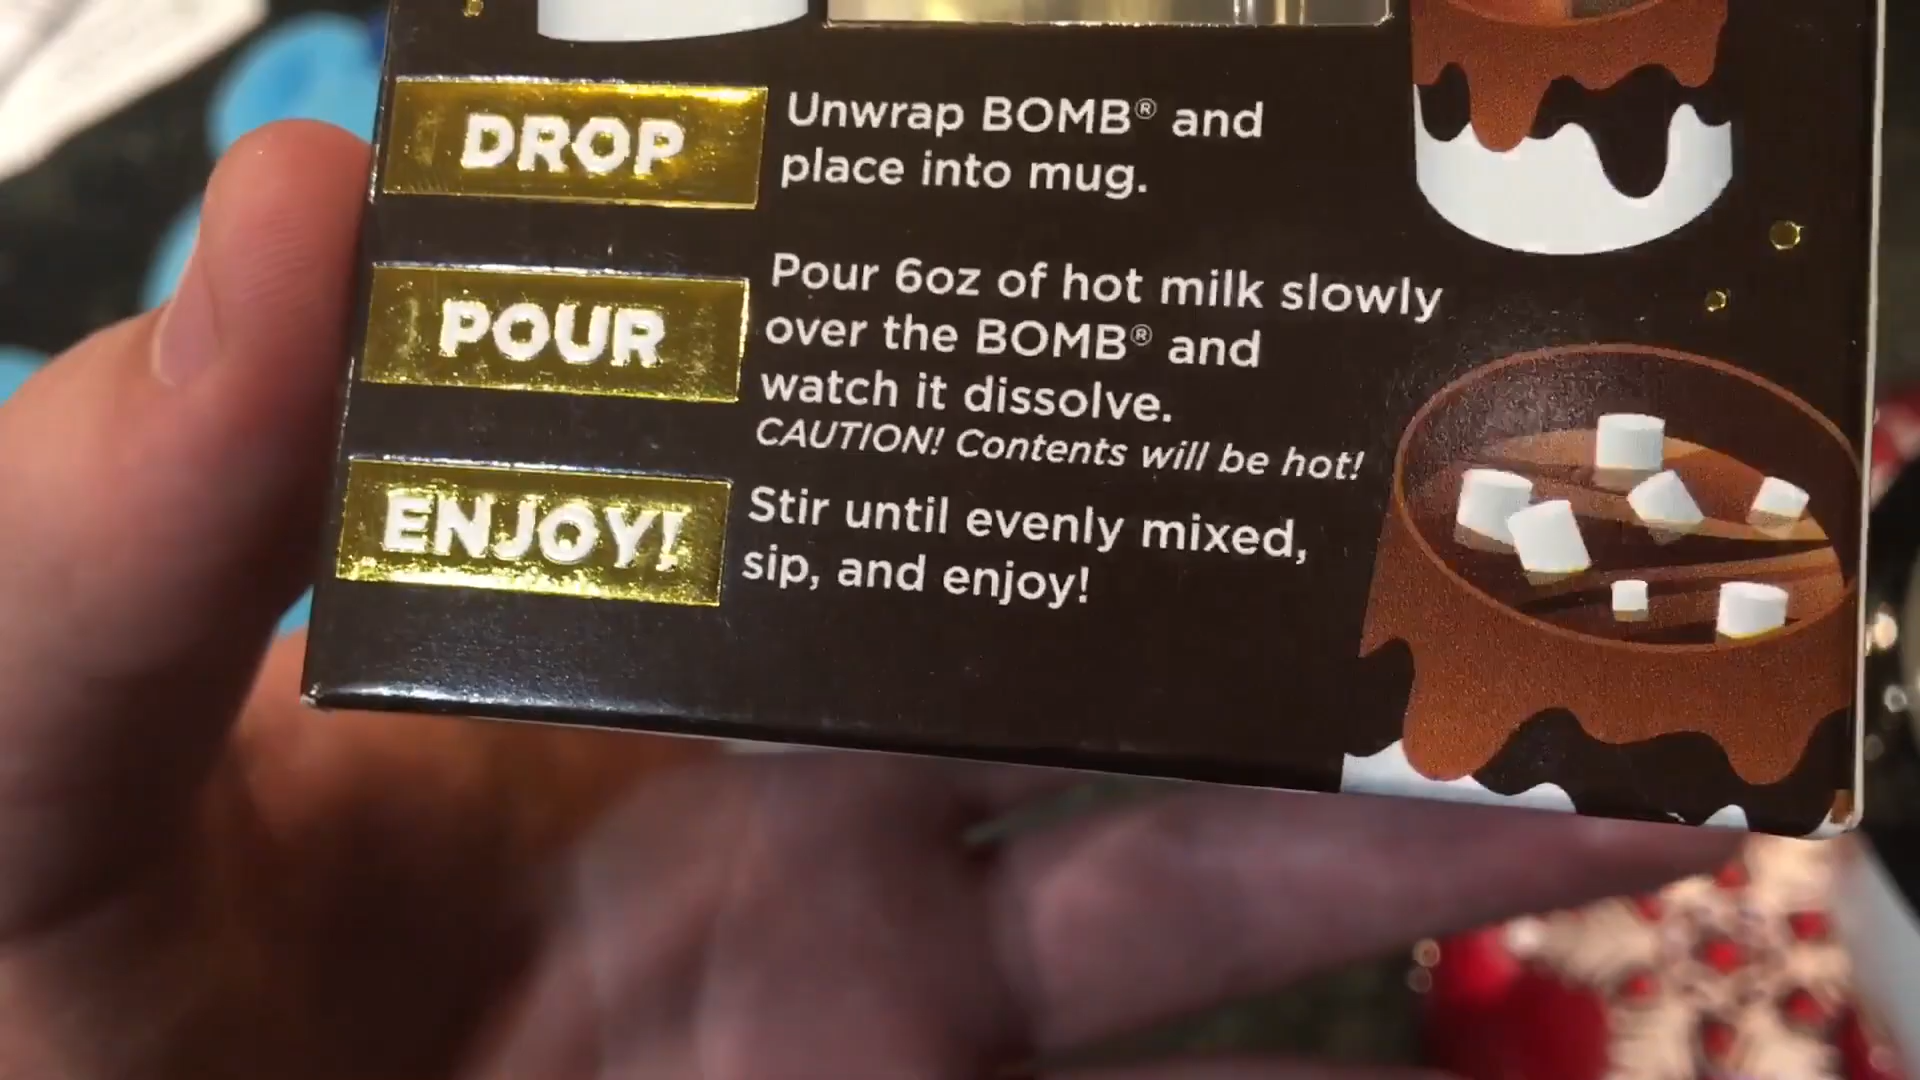 DROP
Unwrap BOMB® and
place into mug.
POUR
Pour 6oz of hot milk slowly
over the BOMB® and
watch it dissolve.
CAUTION! Contents will be hot!
ENJOY!
Stir until evenly mixed,
sip, and enjoy!